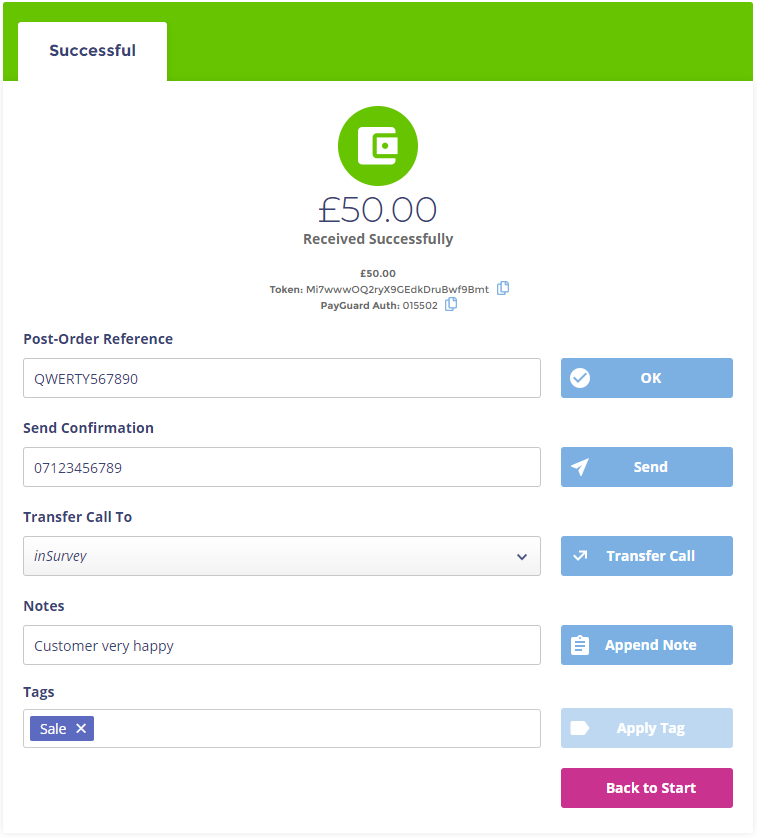 Successful
£50.00
Received Successfully
£50.00
Token: Mi7wwwOQ2ryX9GEdkDruBwf9Bmt
PayGuard Auth: 015502
Post-Order Reference
QWERTY567890
OK
Send Confirmation
07123456789
Send
Transfer Call To
inSurvey
Transfer Call
Notes
Customer very happy
Append Note
Tags
Sale ×
Apply Tag
Back to Start